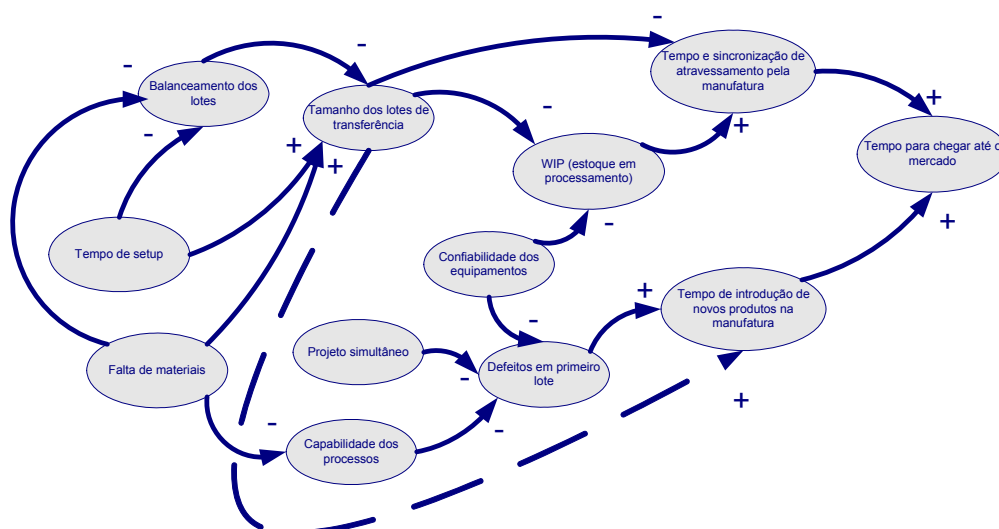 -
-
-
-
Balanceamento dos
lotes
Tempo e sincronização de
atravessamento pela
manufatura
Tamanho dos lotes de
transferência
-
-
+
+
+
+
WIP (estoque em
processamento)
Tempo para chegar até o
mercado
-
+
Tempo de setup
Confiabilidade dos
equipamentos
+
Tempo de introdução de
novos produtos na
manufatura
-
Projeto simultâneo
Falta de materiais
-
Defeitos em primeiro
lote
+
-
-
Capabilidade dos
processos